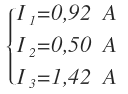 I₁=0,92 A
I₂=0,50 A
I₃=1,42 A